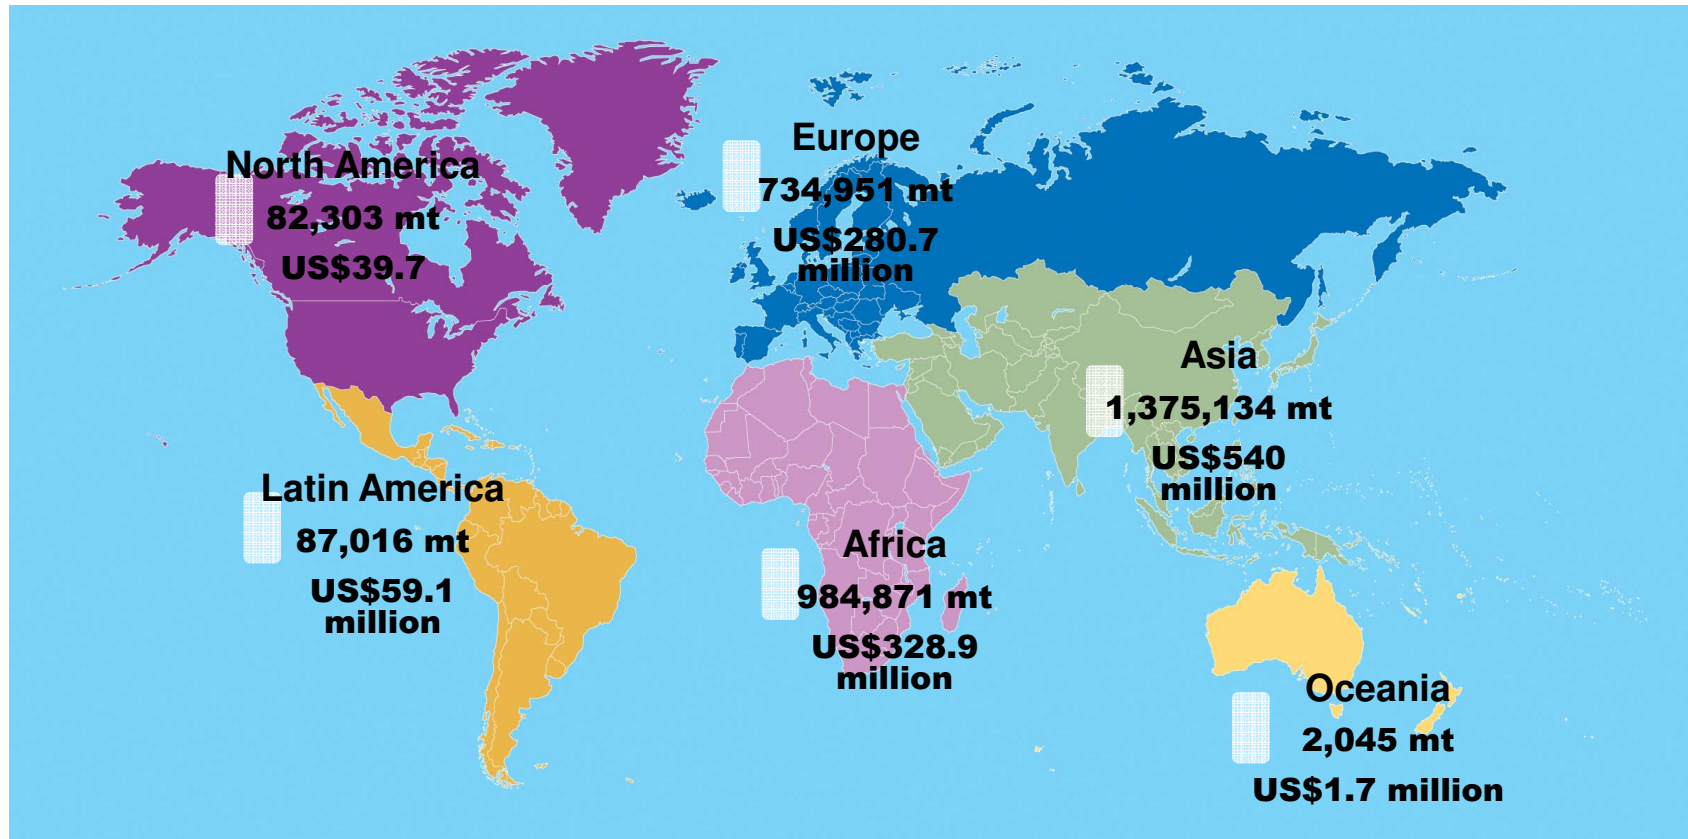 North America
82,303 mt
US$39.7
Europe
734,951 mt
US$280.7
million
Asia
1,375,134 mt
US$540
million
Latin America
87,016 mt
US$59.1
million
Africa
984,871 mt
US$328.9
million
Oceania
2,045 mt
US$1.7 million